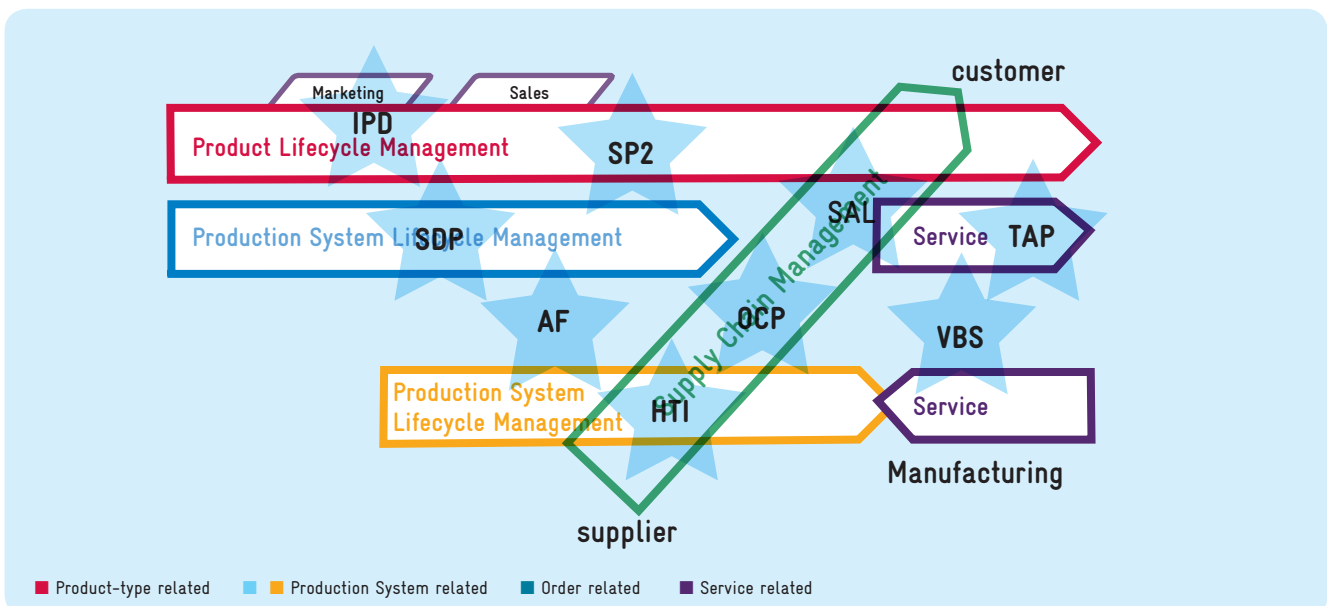 customer
Marketing
Sales
IPD
Product Lifecycle Management
SP2
Supply Chain Management
SAL
Production System Lifecycle Management
SDP
Service
TAP
AF
OCP
VBS
Production System
Lifecycle Management
HTI
Service
Manufacturing
supplier
Product-type related
Production System related
Order related
Service related